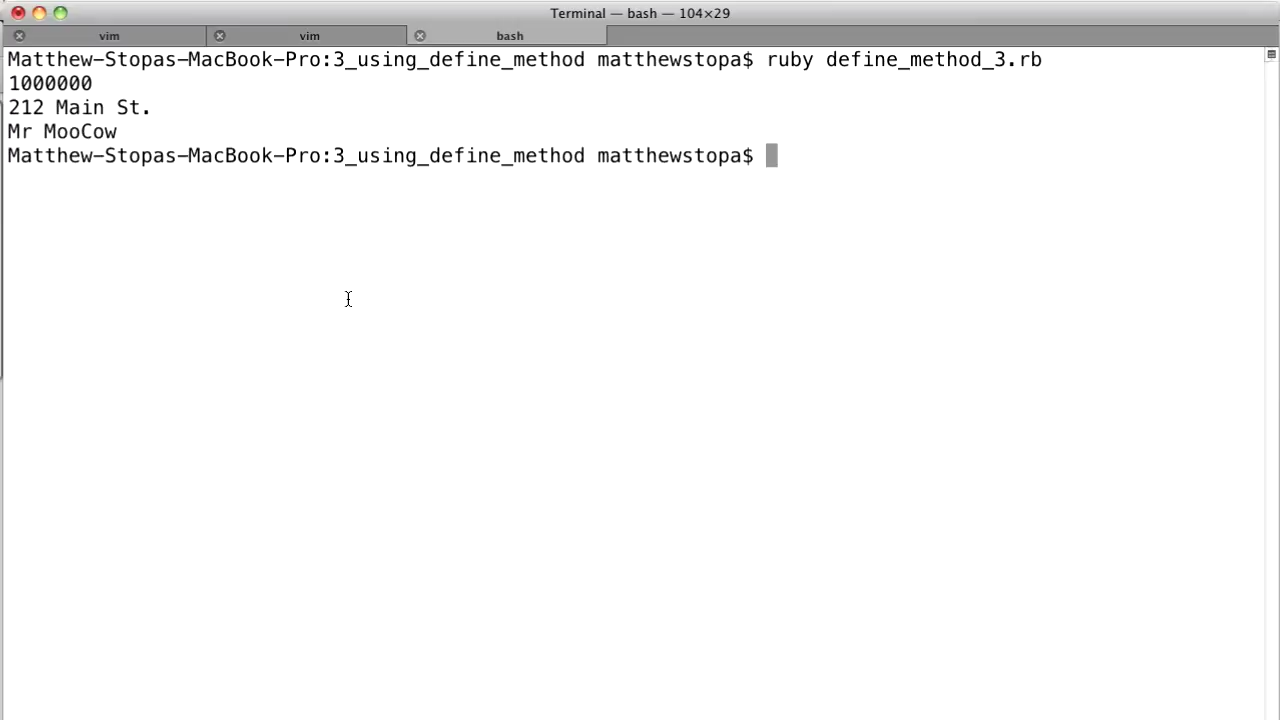 Terminal — bash — 104×29
vim
vim
bash
Matthew-Stopas-MacBook-Pro:3_using_define_method matthewstopa$ ruby define_method_3.rb
1000000
212 Main St.
Mr MooCow
Matthew-Stopas-MacBook-Pro:3_using_define_method matthewstopa$